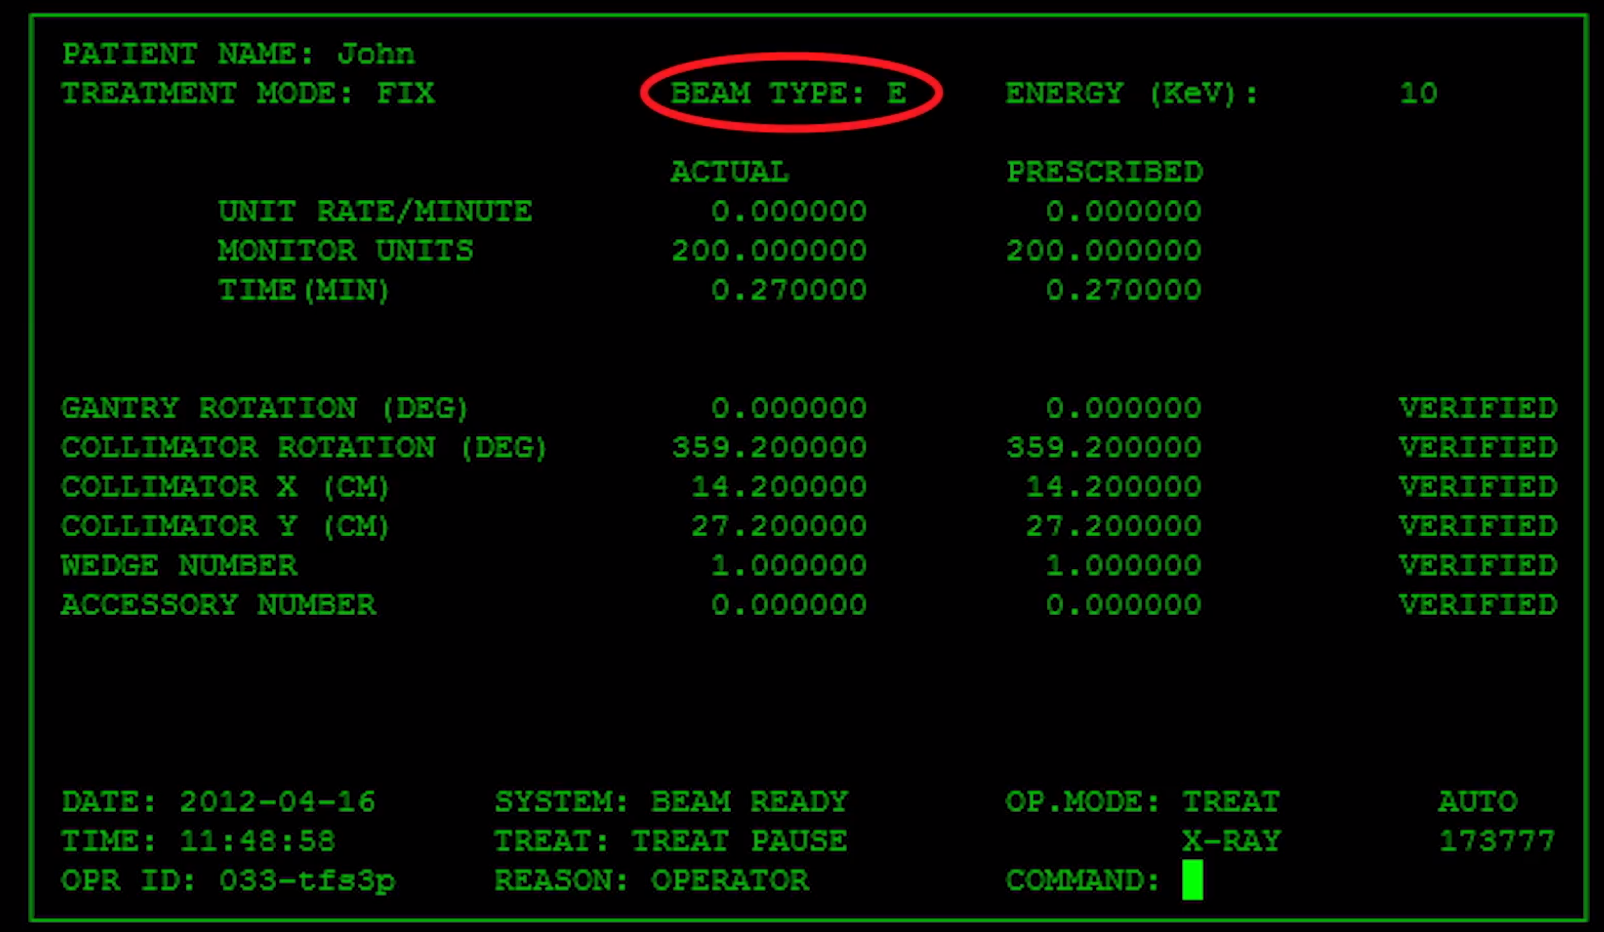 PATIENT NAME: John
TREATMENT MODE: FIX BEAM TYPE: E ENERGY (KeV): 10
ACTUAL PRESCRIBED
UNIT RATE/MINUTE 0.000000 0.000000
MONITOR UNITS 200.000000 200.000000
TIME(MIN) 0.270000 0.270000
GANTRY ROTATION (DEG) 0.000000 0.000000 VERIFIED
COLLIMATOR ROTATION (DEG) 359.200000 359.200000 VERIFIED
COLLIMATOR X (CM) 14.200000 14.200000 VERIFIED
COLLIMATOR Y (CM) 27.200000 27.200000 VERIFIED
WEDGE NUMBER 1.000000 1.000000 VERIFIED
ACCESSORY NUMBER 0.000000 0.000000 VERIFIED
DATE: 2012-04-16 SYSTEM: BEAM READY OP.MODE: TREAT AUTO
TIME: 11:48:58 TREAT: TREAT PAUSE X-RAY 173777
OPR ID: 033-tfs3p REASON: OPERATOR COMMAND: